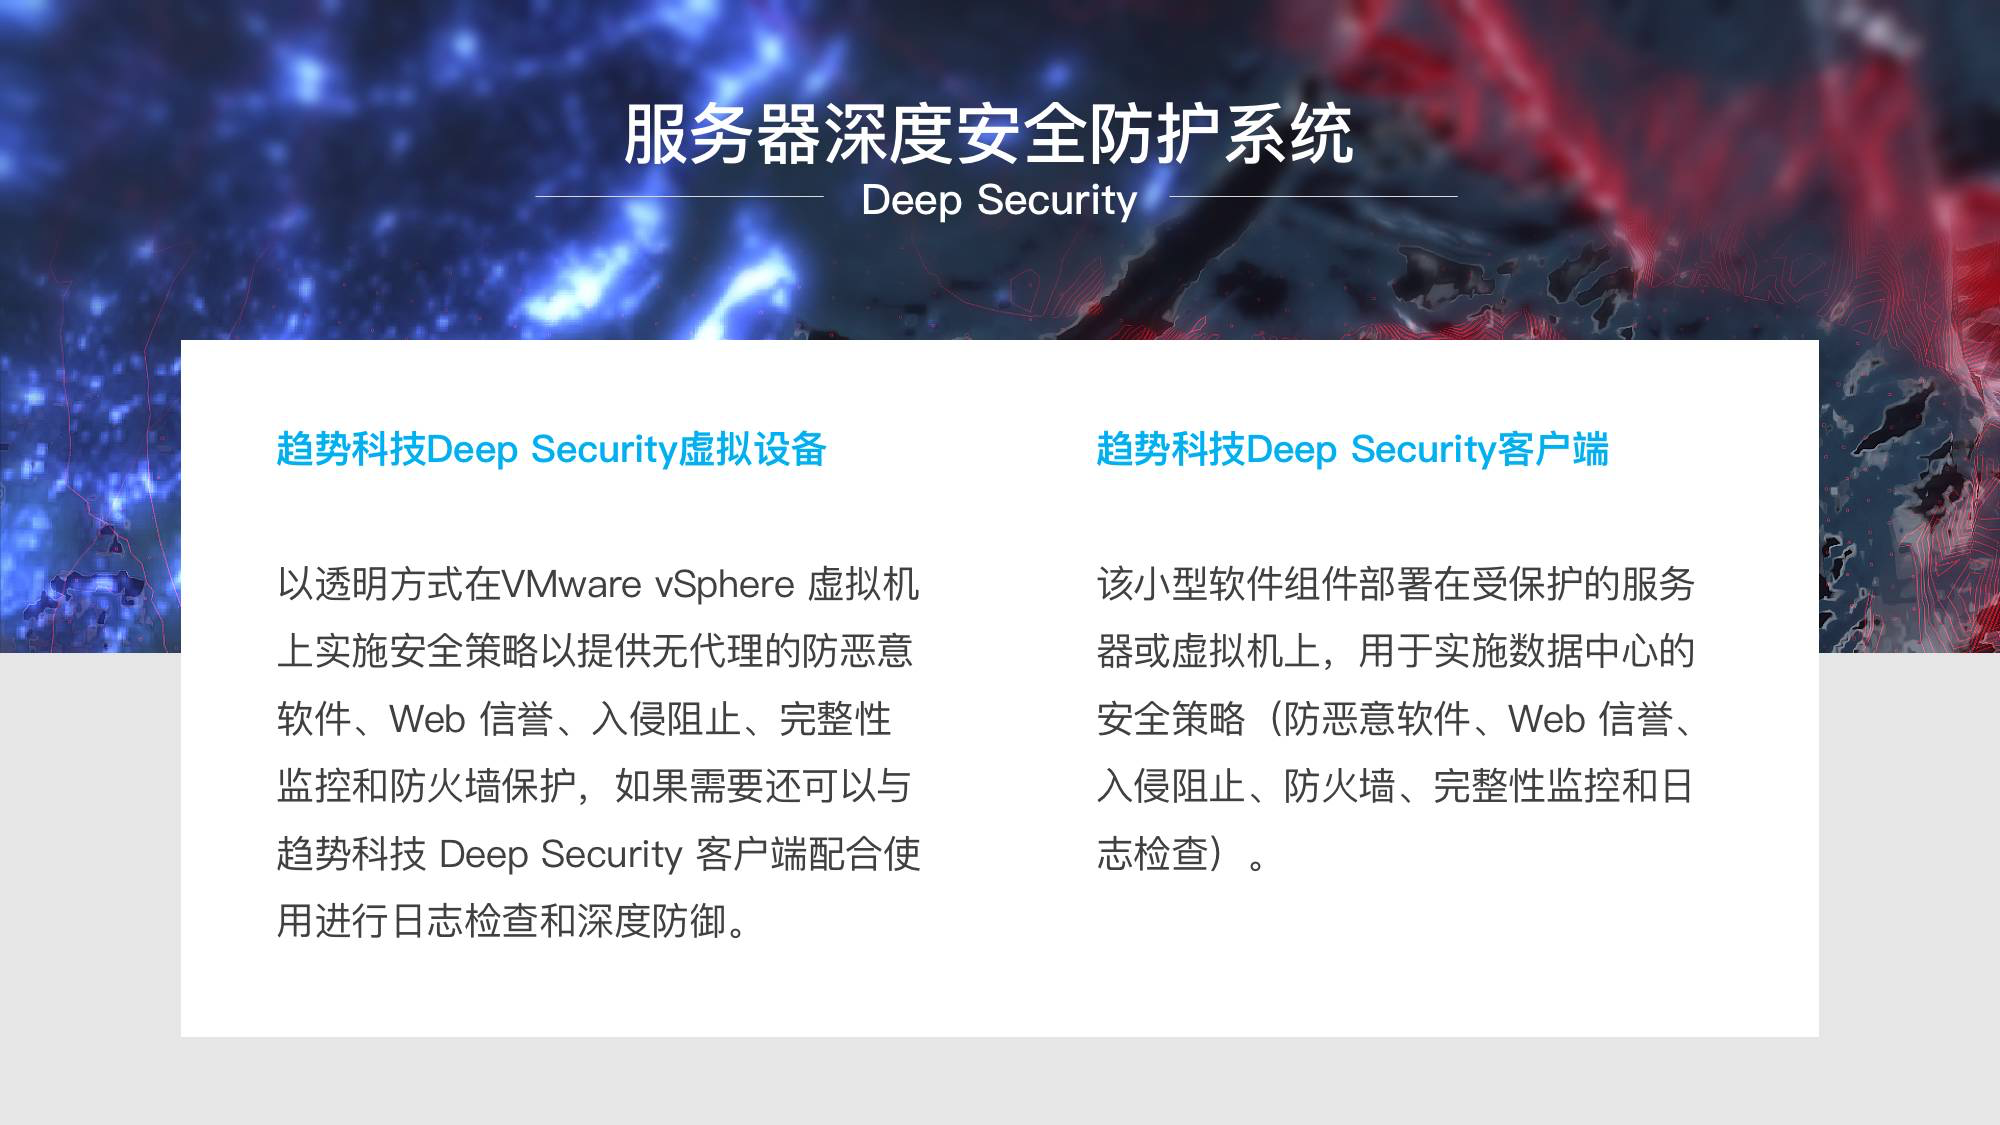 服务器深度安全防护系统
Deep Security
趋势科技Deep Security虚拟设备
以透明方式在VMware vSphere 虚拟机
上实施安全策略以提供无代理的防恶意
软件、Web 信誉、入侵阻止、完整性
监控和防火墙保护，如果需要还可以与
趋势科技 Deep Security 客户端配合使
用进行日志检查和深度防御。
趋势科技Deep Security客户端
该小型软件组件部署在受保护的服务
器或虚拟机上，用于实施数据中心的
安全策略（防恶意软件、Web 信誉、
入侵阻止、防火墙、完整性监控和日
志检查）。